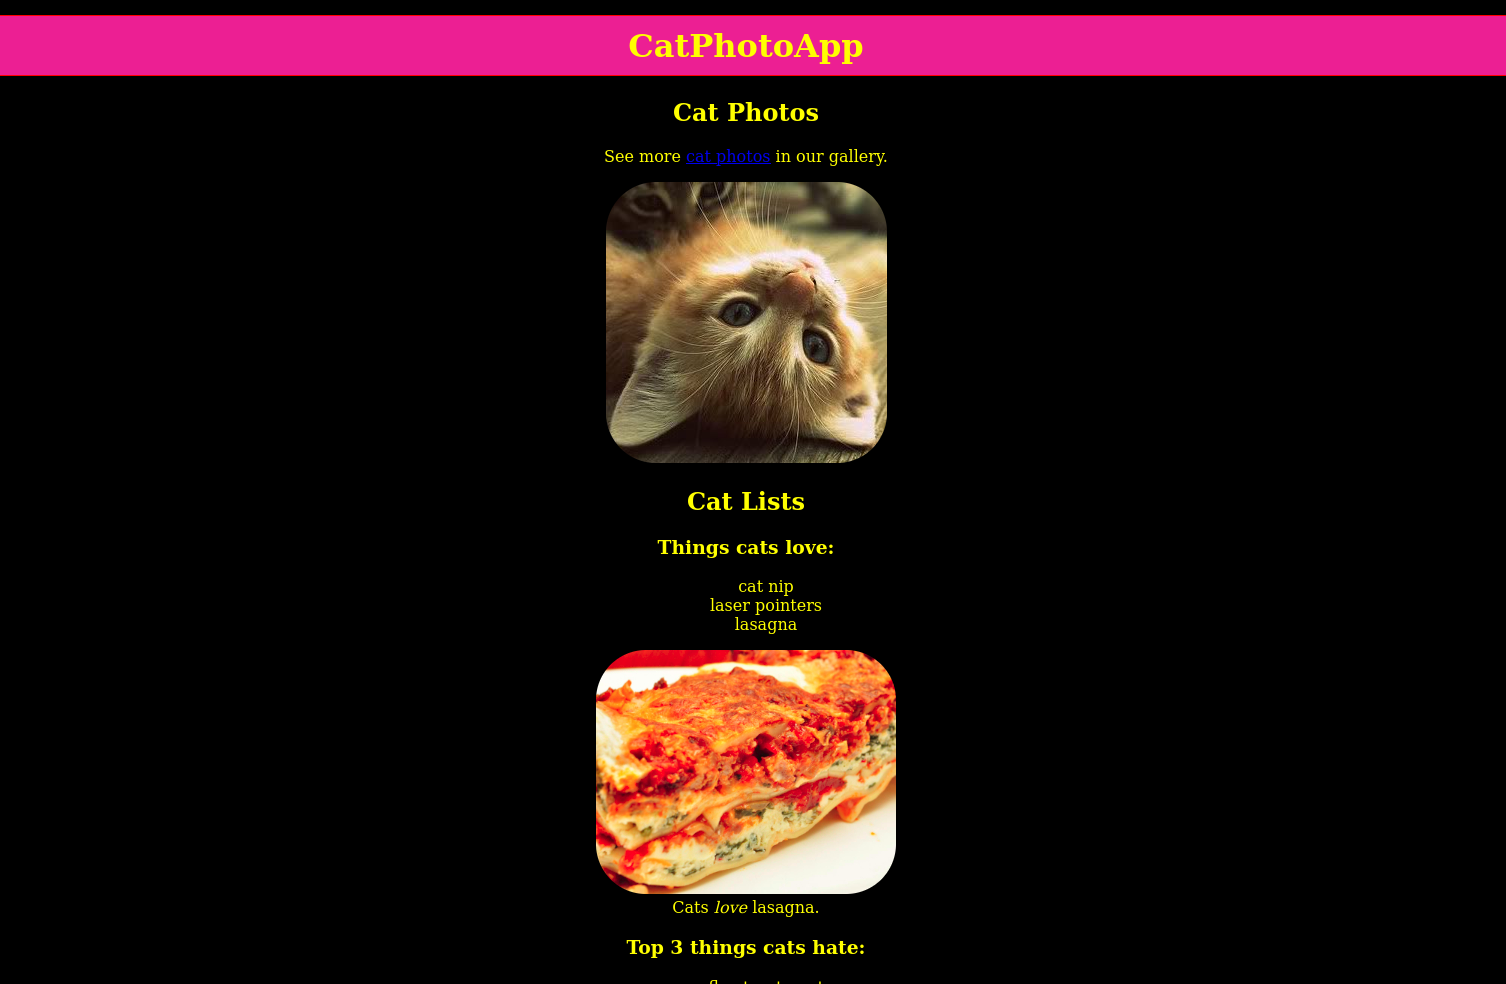 CatPhotoApp
Cat Photos
See more cat photos in our gallery.
Cat Lists
Things cats love:
cat nip
laser pointers
lasagna
Cats love lasagna.
Top 3 things cats hate: